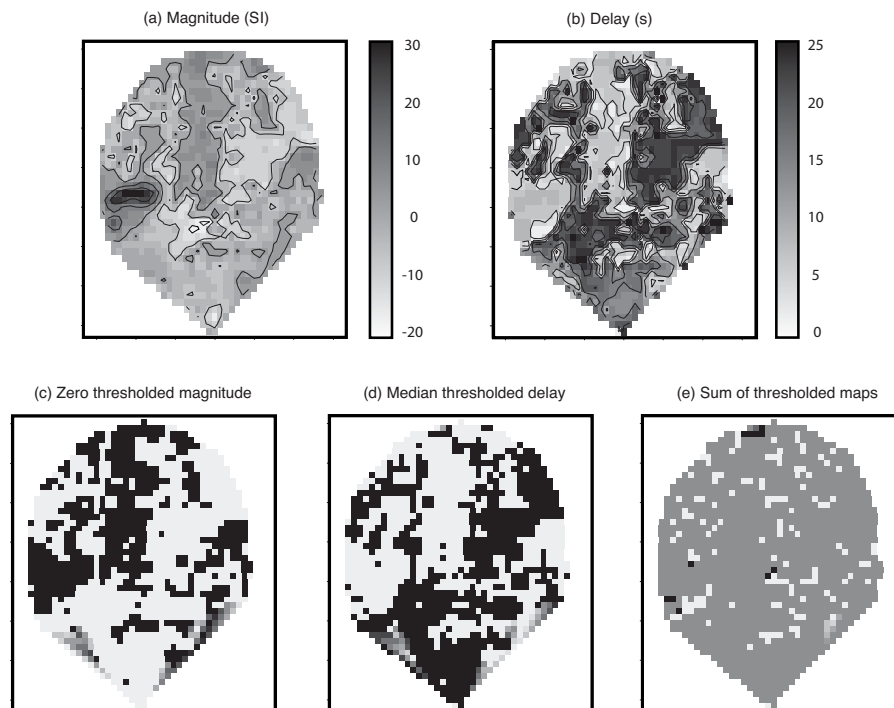 (a) Magnitude (SI)
(b) Delay (s)
30
20
10
0
-10
-20
25
20
15
10
5
0
(c) Zero thresholded magnitude
(d) Median thresholded delay
(e) Sum of thresholded maps